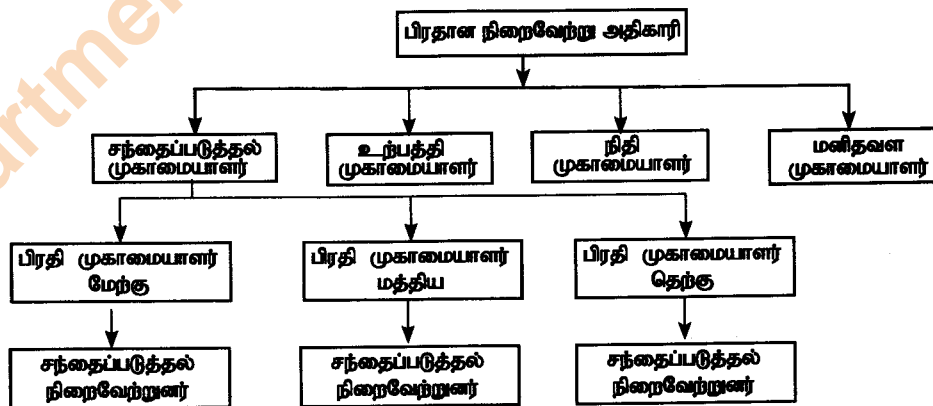 பிரதான நிறைவேற்று அதிகாரி
சந்தைப்படுத்தல்
முகாமையாளர்
உற்பத்தி
முகாமையாளர்
நிதி
முகாமையாளர்
மனிதவள
முகாமையாளர்
பிரதி முகாமையாளர்
மேற்கு
பிரதி முகாமையாளர்
மத்திய
பிரதி முகாமையாளர்
தெற்கு
சந்தைப்படுத்தல்
நிறைவேற்றுனர்
சந்தைப்படுத்தல்
நிறைவேற்றுனர்
சந்தைப்படுத்தல்
நிறைவேற்றுனர்